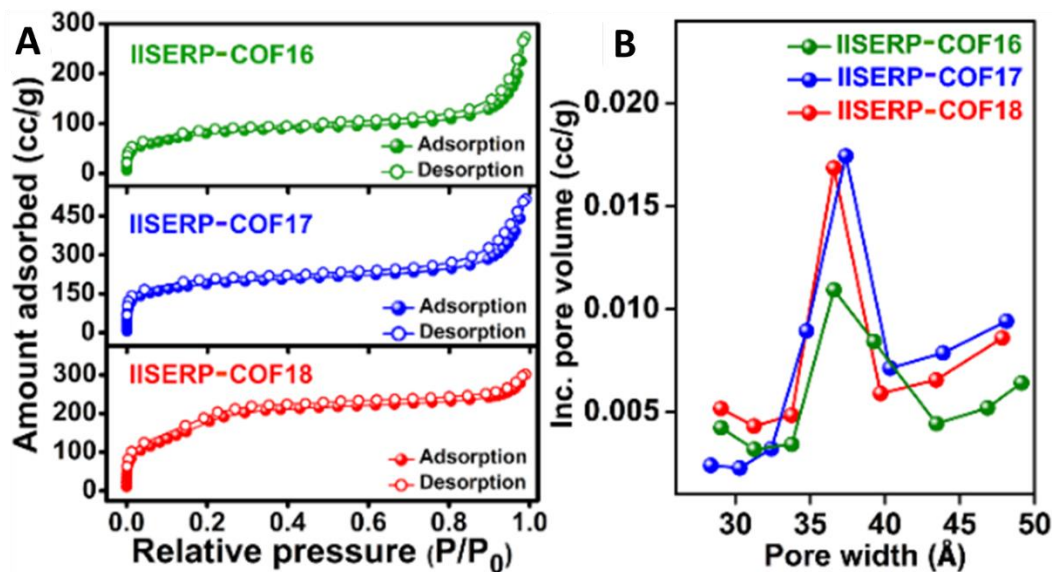 A
300
200
100
0
IISERP-COF16
Adsorption
Desorption
450
300
150
0
IISERP-COF17
Adsorption
Desorption
300
200
100
0
IISERP-COF18
Adsorption
Desorption
Amount adsorbed (cc/g)
0.0 0.2 0.4 0.6 0.8 1.0
Relative pressure (P/P0)
B
IISERP-COF16
IISERP-COF17
IISERP-COF18
0.020
0.015
0.010
0.005
Inc. pore volume (cc/g)
30 35 40 45 50
Pore width (Å)